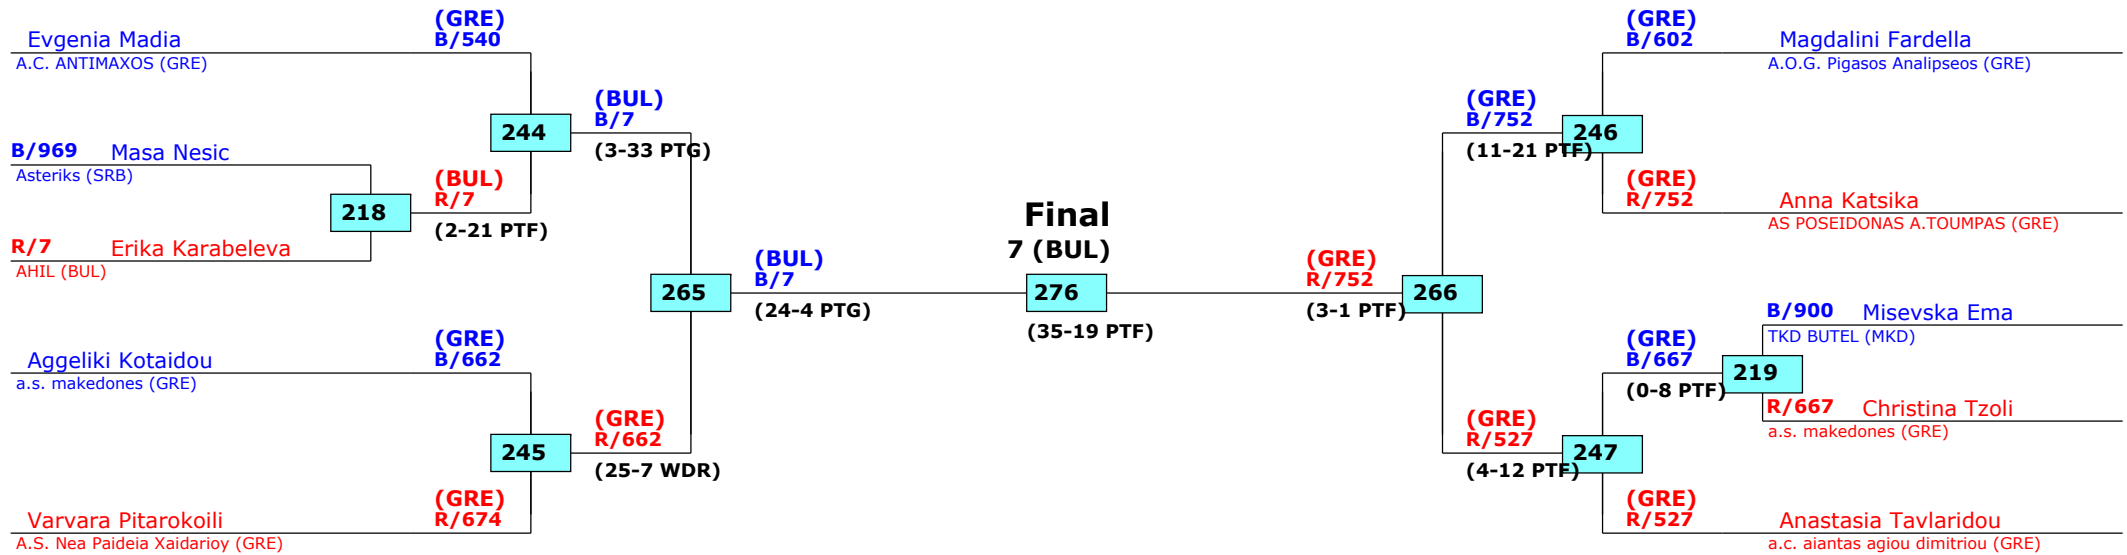 (GRE)
B/540
Evgenia Madia
A.C. ANTIMAXOS (GRE)
B/969 Masa Nesic
Asteriks (SRB)
218
R/7 Erika Karabeleva
AHIL (BUL)
(BUL)
R/7
(2-21 PTF)
244
(BUL)
B/7
(3-33 PTG)
(GRE)
B/662
Aggeliki Kotaidou
a.s. makedones (GRE)
245
(GRE)
R/662
(25-7 WDR)
(GRE)
R/674
Varvara Pitarokoili
A.S. Nea Paideia Xaidarioy (GRE)
265
(BUL)
B/7
(24-4 PTG)
Final
7 (BUL)
276
(35-19 PTF)
(GRE)
R/752
(3-1 PTF)
266
(GRE)
B/752
(11-21 PTF)
246
(GRE)
B/602
Magdalini Fardella
A.O.G. Pigasos Analipseos (GRE)
(GRE)
R/752
Anna Katsika
AS POSEIDONAS A.TOUMPAS (GRE)
(GRE)
R/527
(4-12 PTF)
247
(GRE)
B/667
(0-8 PTF)
219
B/900 Misevska Ema
TKD BUTEL (MKD)
R/667 Christina Tzoli
a.s. makedones (GRE)
(GRE)
R/527
Anastasia Tavlaridou
a.c. aiantas agiou dimitriou (GRE)